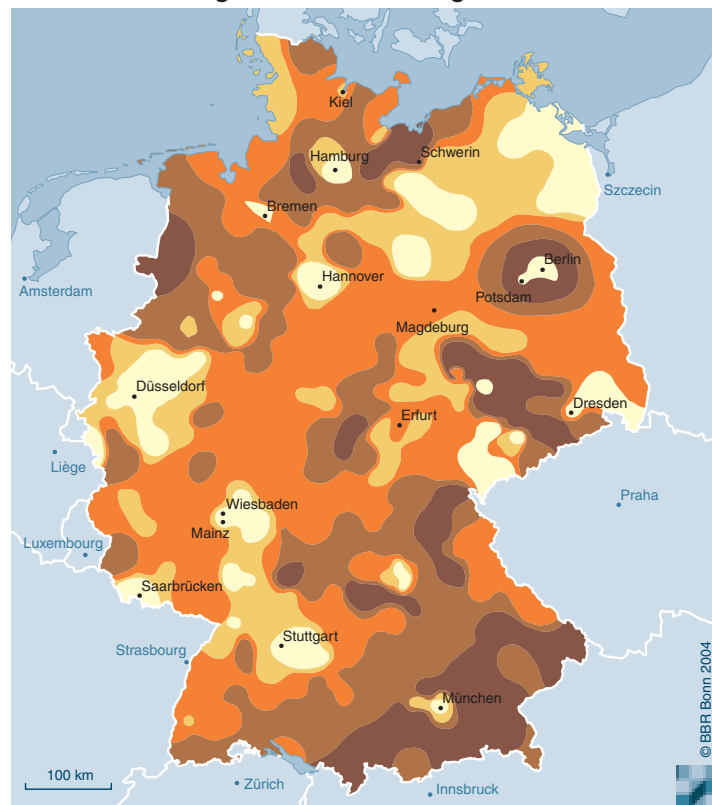 Kiel
Hamburg
Schwerin
Szczecin
Bremen
Berlin
Hannover
Amsterdam
Potsdam
Magdeburg
Düsseldorf
Dresden
Erfurt
Liège
Praha
Wiesbaden
Mainz
Luxembourg
Saarbrücken
Stuttgart
Strasbourg
München
100 km
Zürich
Innsbruck
© BBR Bonn 2004